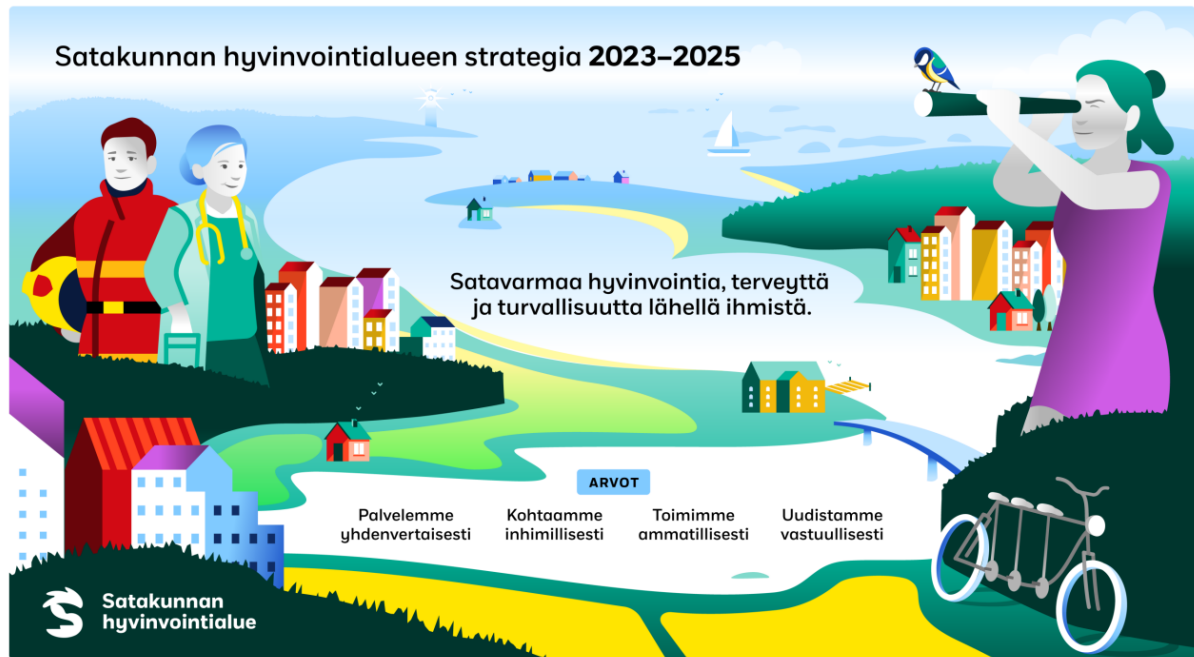 Satakunnan hyvinvointialueen strategia 2023–2025
Satavarmaa hyvinvointia, terveyttä
ja turvallisuutta lähellä ihmistä.
ARVOT
Palvelemme
yhdenvertaisesti
Kohtaamme
inhimillisesti
Toimimme
ammatillisesti
Uudistamme
vastuullisesti
Satakunnan
hyvinvointialue